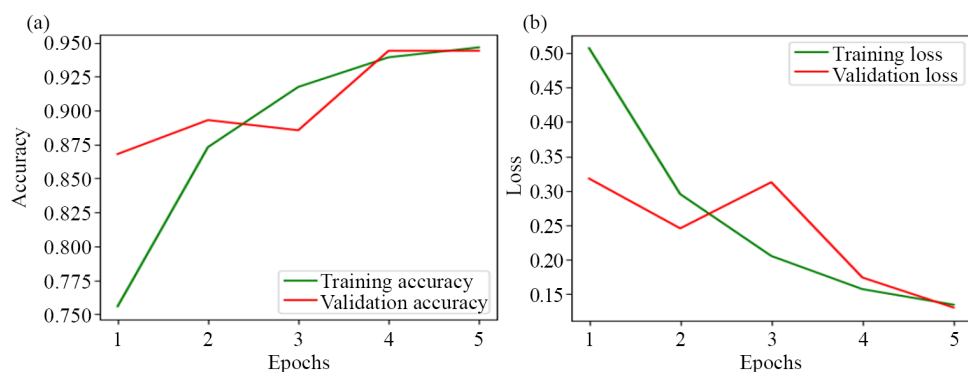 (a)
Accuracy
0.950
0.925
0.900
0.875
0.850
0.825
0.800
0.775
0.750
Training accuracy
Validation accuracy
1 2 3 4 5
Epochs
(b)
Loss
0.50
0.45
0.40
0.35
0.30
0.25
0.20
0.15
Training loss
Validation loss
1 2 3 4 5
Epochs